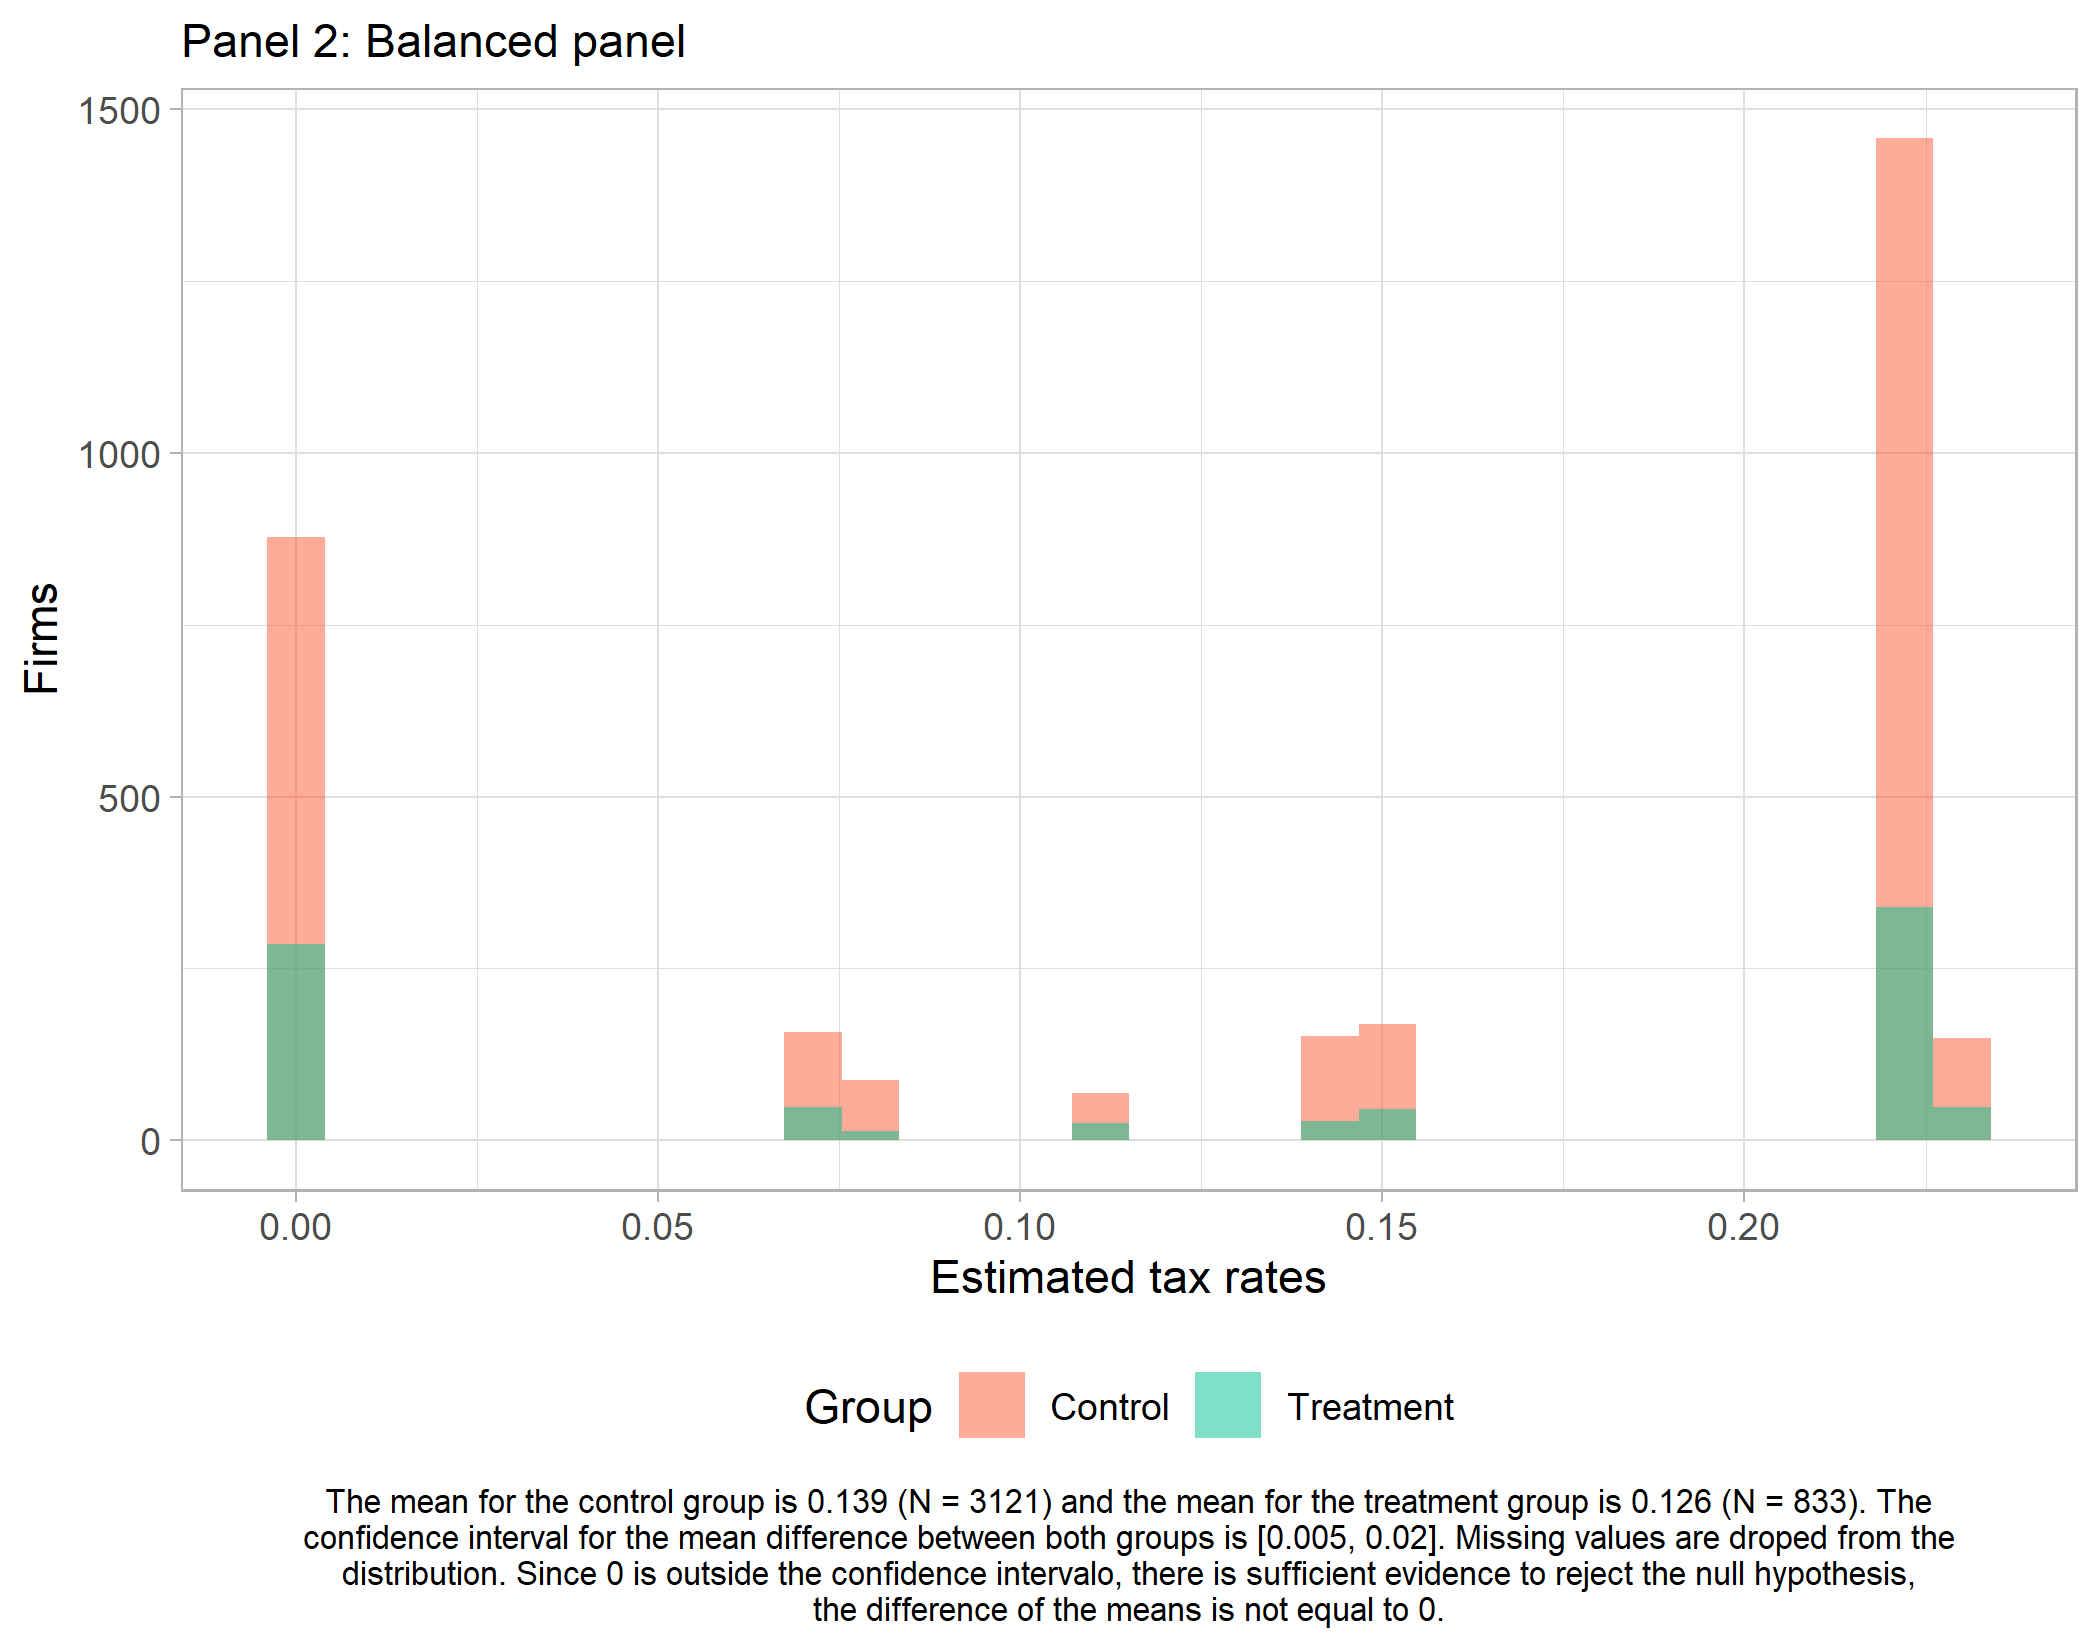 Panel 2: Balanced panel
1500
1000
500
0
Firms
0.00 0.05 0.10 0.15 0.20
Estimated tax rates
Group Control Treatment
The mean for the control group is 0.139 (N = 3121) and the mean for the treatment group is 0.126 (N = 833). The
confidence interval for the mean difference between both groups is [0.005, 0.02]. Missing values are droped from the
distribution. Since 0 is outside the confidence intervalo, there is sufficient evidence to reject the null hypothesis,
the difference of the means is not equal to 0.